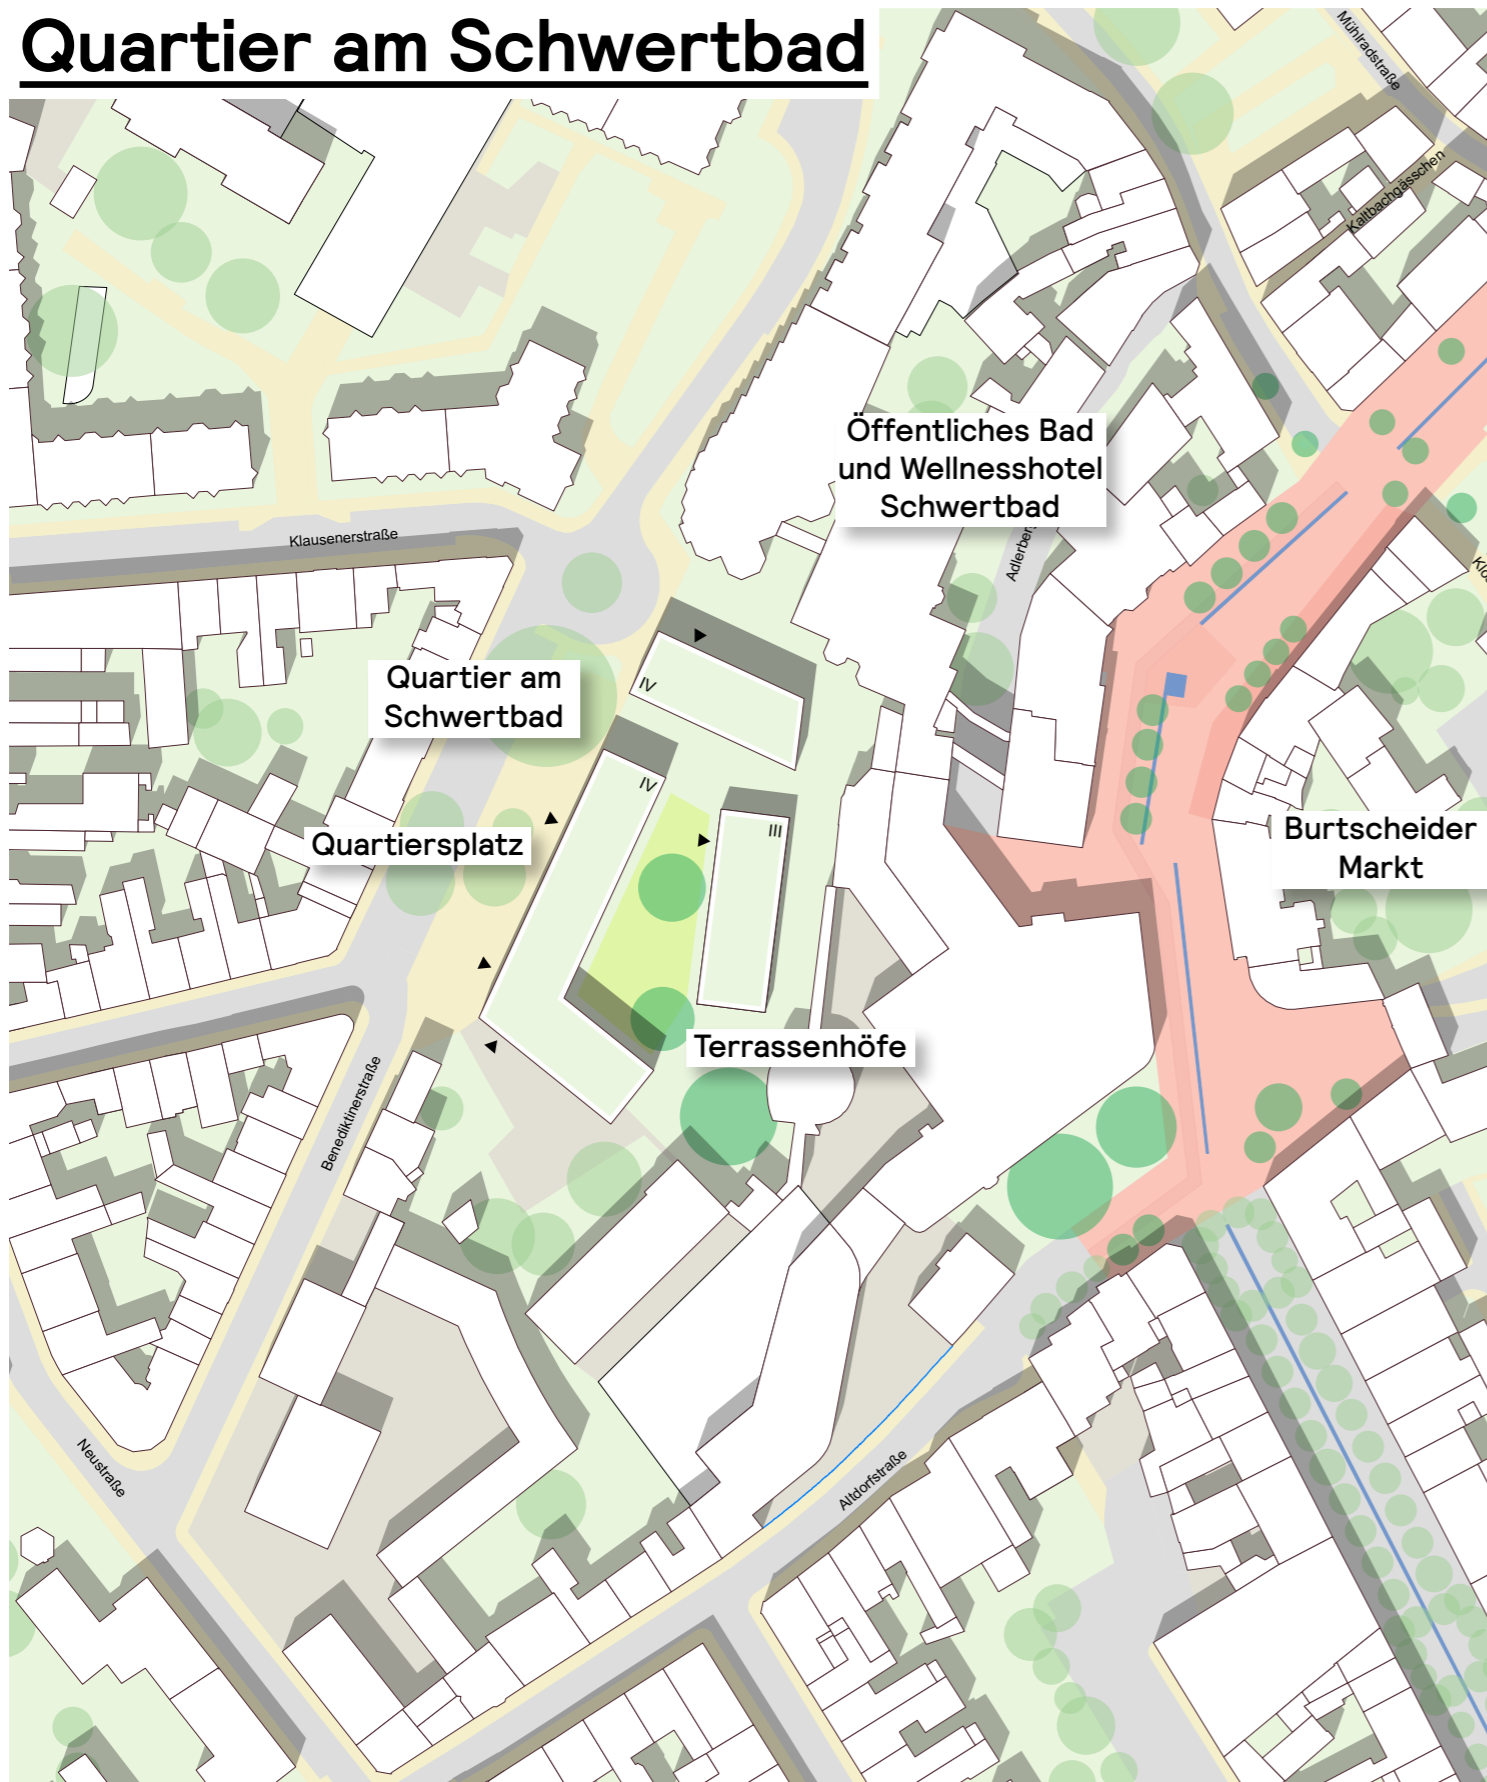 Quartier am Schwertbad
Mühlradstraße
Kaltbachgässchen
Öffentliches Bad
und Wellnesshotel
Schwertbad
Klausenerstraße
IV
Quartier am
Schwertbad
IV
III
Quartiersplatz
Burtscheider
Markt
Terrassenhöfe
Benediktinerstraße
Neustraße
Altdorfstraße